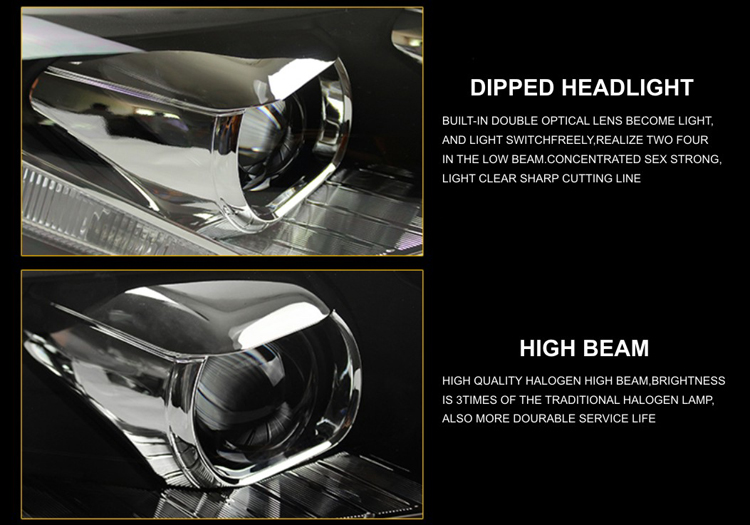 DIPPED HEADLIGHT
BUILT-IN DOUBLE OPTICAL LENS BECOME LIGHT,
AND LIGHT SWITCHFREELY,REALIZE TWO FOUR
IN THE LOW BEAM.CONCENTRATED SEX STRONG,
LIGHT CLEAR SHARP CUTTING LINE
HIGH BEAM
HIGH QUALITY HALOGEN HIGH BEAM,BRIGHTNESS
IS 3TIMES OF THE TRADITIONAL HALOGEN LAMP,
ALSO MORE DOURABLE SERVICE LIFE